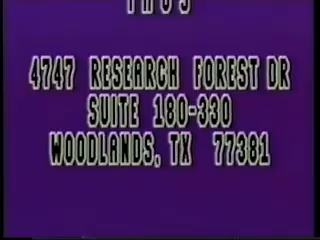 4747 RESEARCH FOREST DR
SUITE 180-330
WOODLANDS, TX 77381